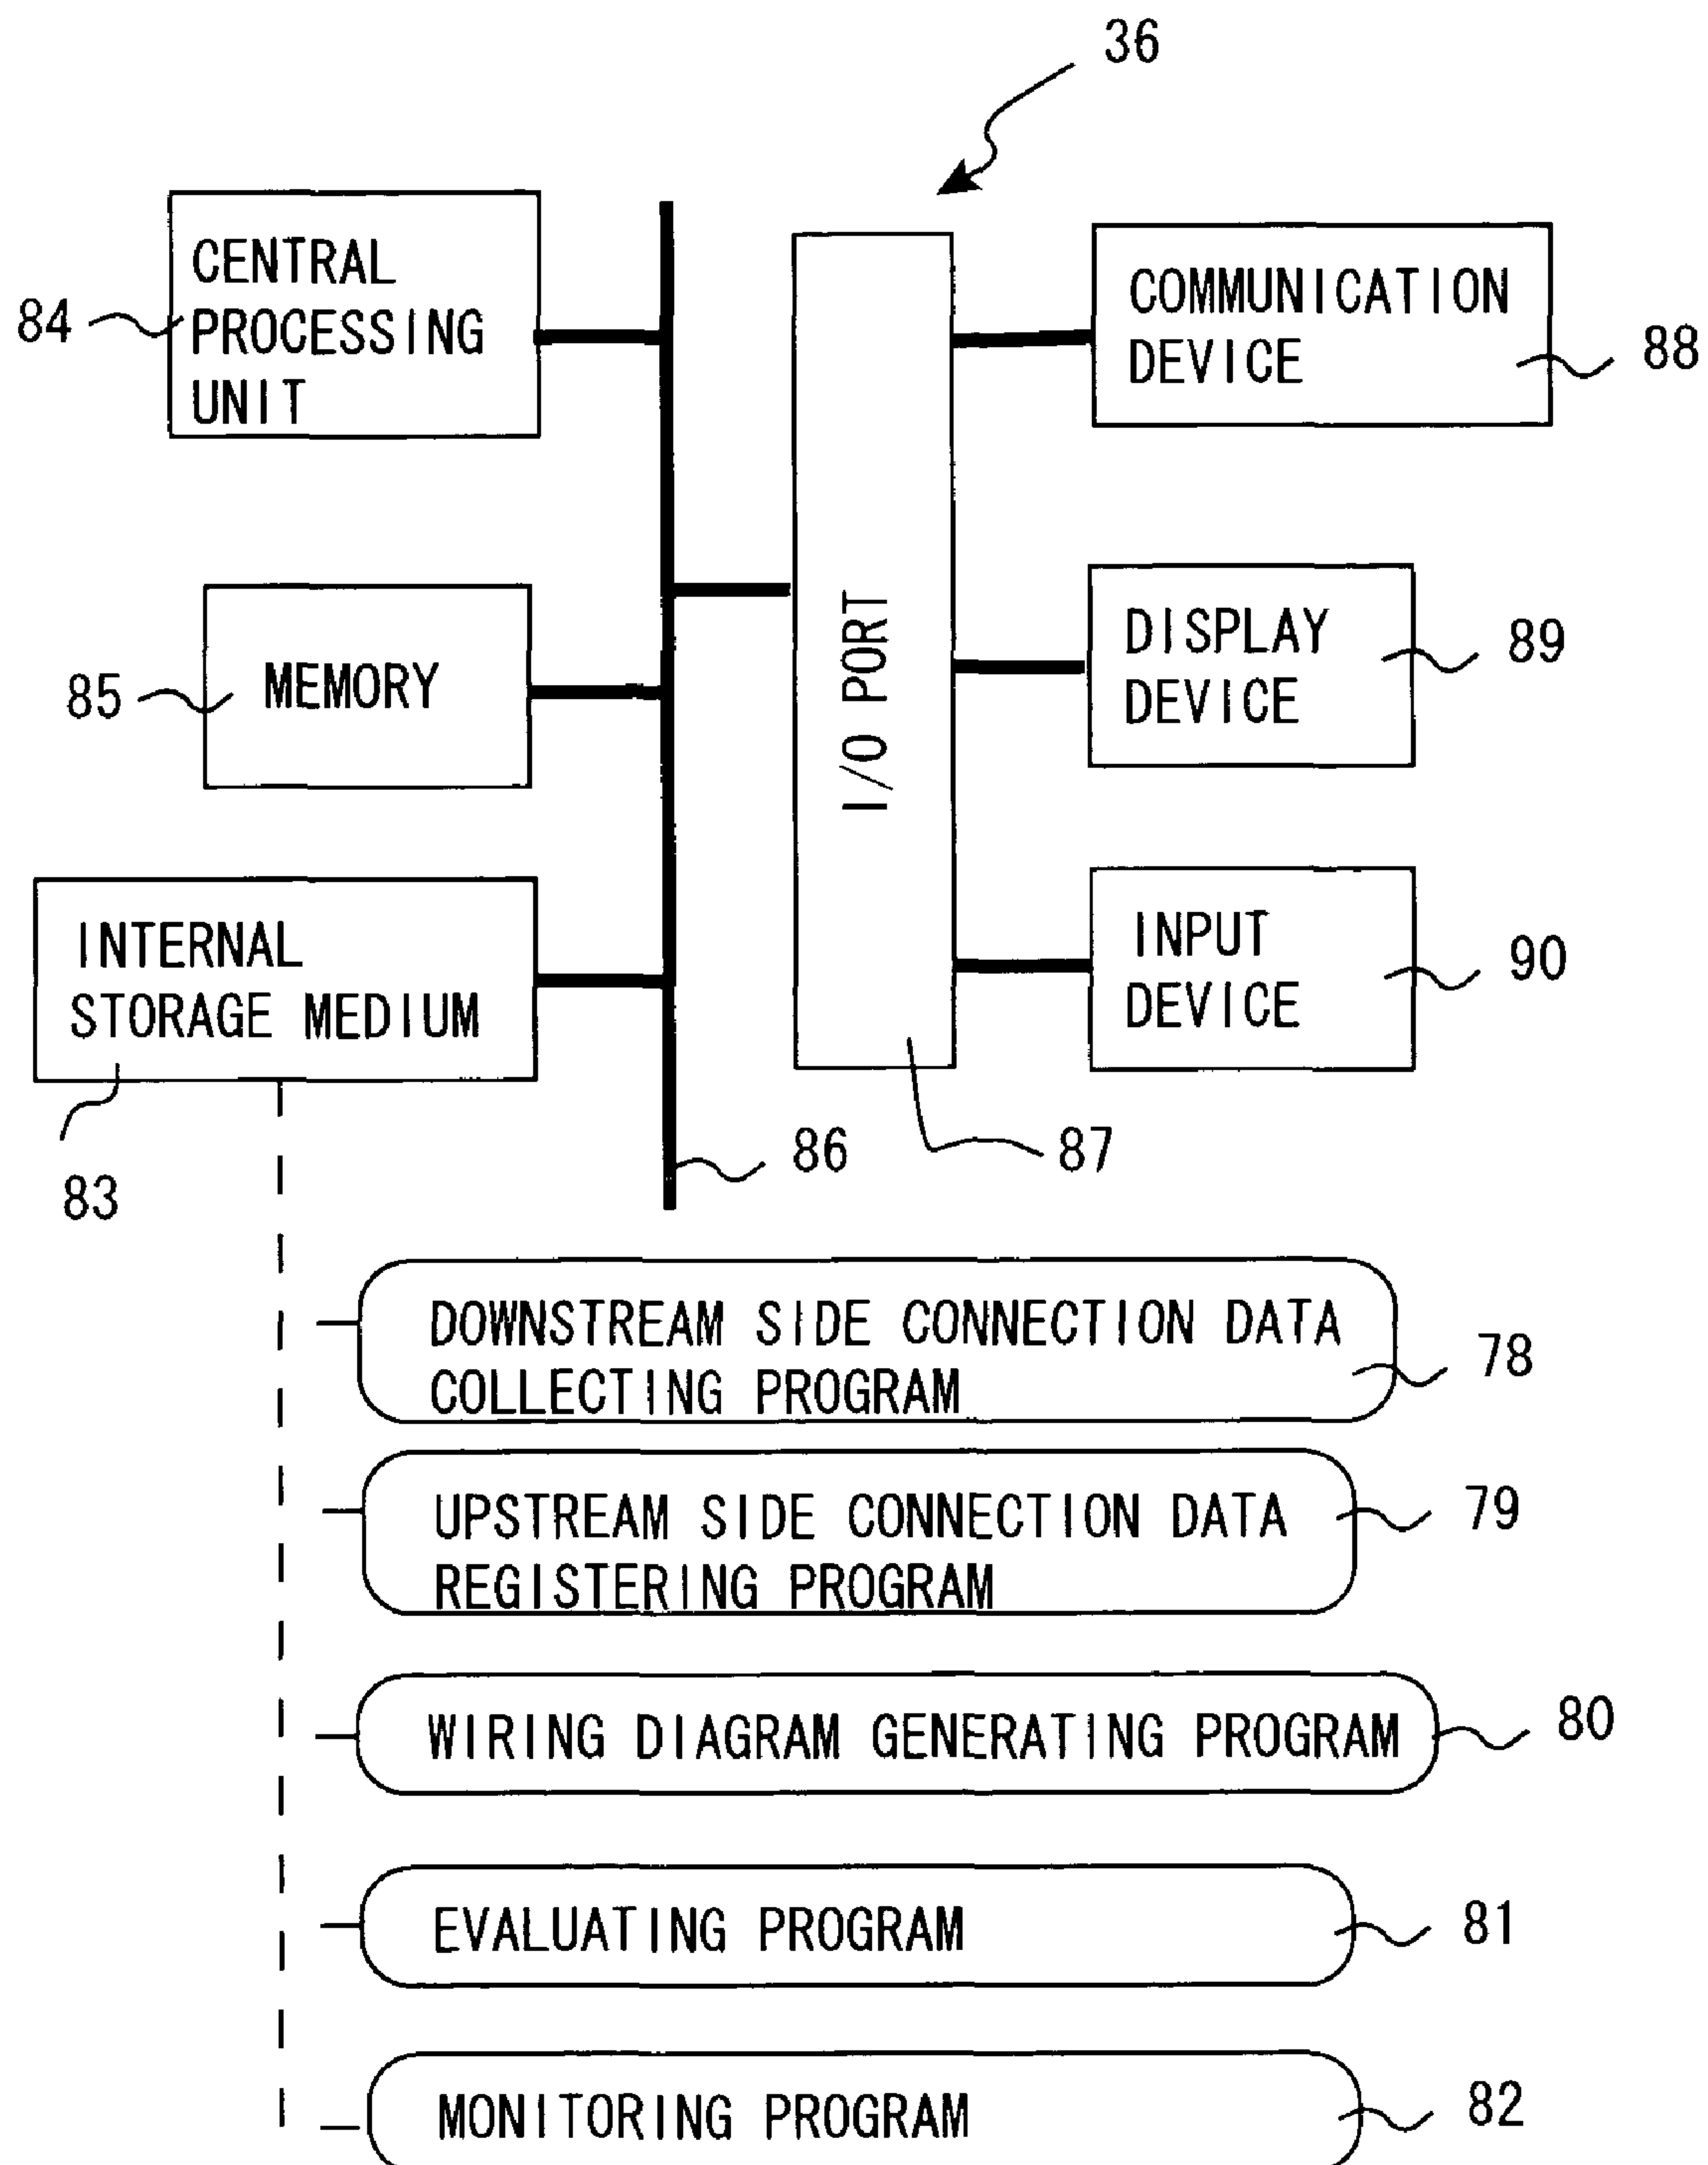 36
CENTRAL
PROCESSING
UNIT
84
COMMUNICATION
DEVICE
88
MEMORY
85
I/O PORT
DISPLAY
DEVICE
89
INTERNAL
STORAGE MEDIUM
83
INPUT
DEVICE
90
86
87
DOWNSTREAM SIDE CONNECTION DATA
COLLECTING PROGRAM
78
UPSTREAM SIDE CONNECTION DATA
REGISTERING PROGRAM
79
WIRING DIAGRAM GENERATING PROGRAM
80
EVALUATING PROGRAM
81
MONITORING PROGRAM
82